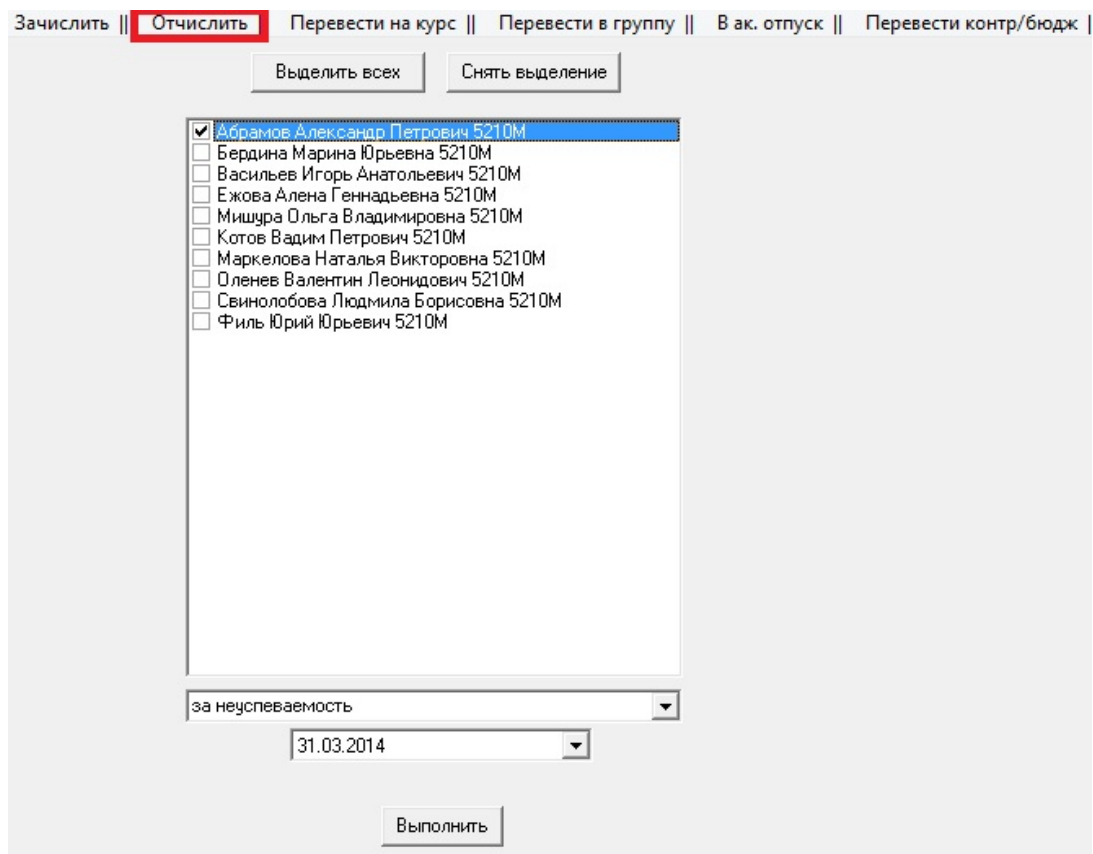 Зачислить || Отчислить | Перевести на курс || Перевести в группу || В ак. отпуск || Перевести контр/бюдж |
Выделить всех Снять выделение
Абрамов Александр Петрович 5210М
Бердина Марина Юрьевна 5210М
Васильев Игорь Анатольевич 5210М
Ежова Алена Геннадьевна 5210М
Мишура Ольга Владимировна 5210М
Котов Вадим Петрович 5210М
Маркелова Наталья Викторовна 5210М
Оленев Валентин Леонидович 5210М
Свинолобова Людмила Борисовна 5210М
Филь Юрий Юрьевич 5210М
за неуспеваемость
31.03.2014
Выполнить